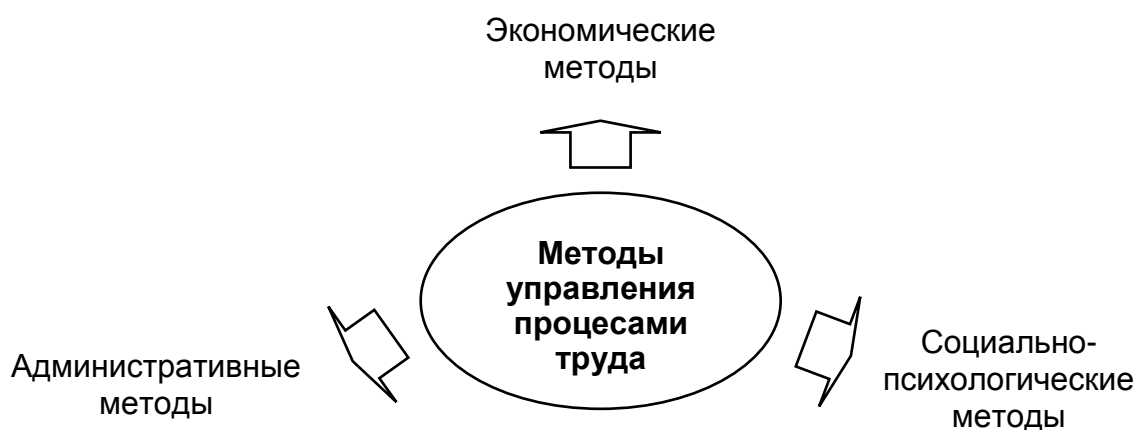 Экономические
методы
Методы
управления
процесами
труда
Административные
методы
Социально-
психологические
методы